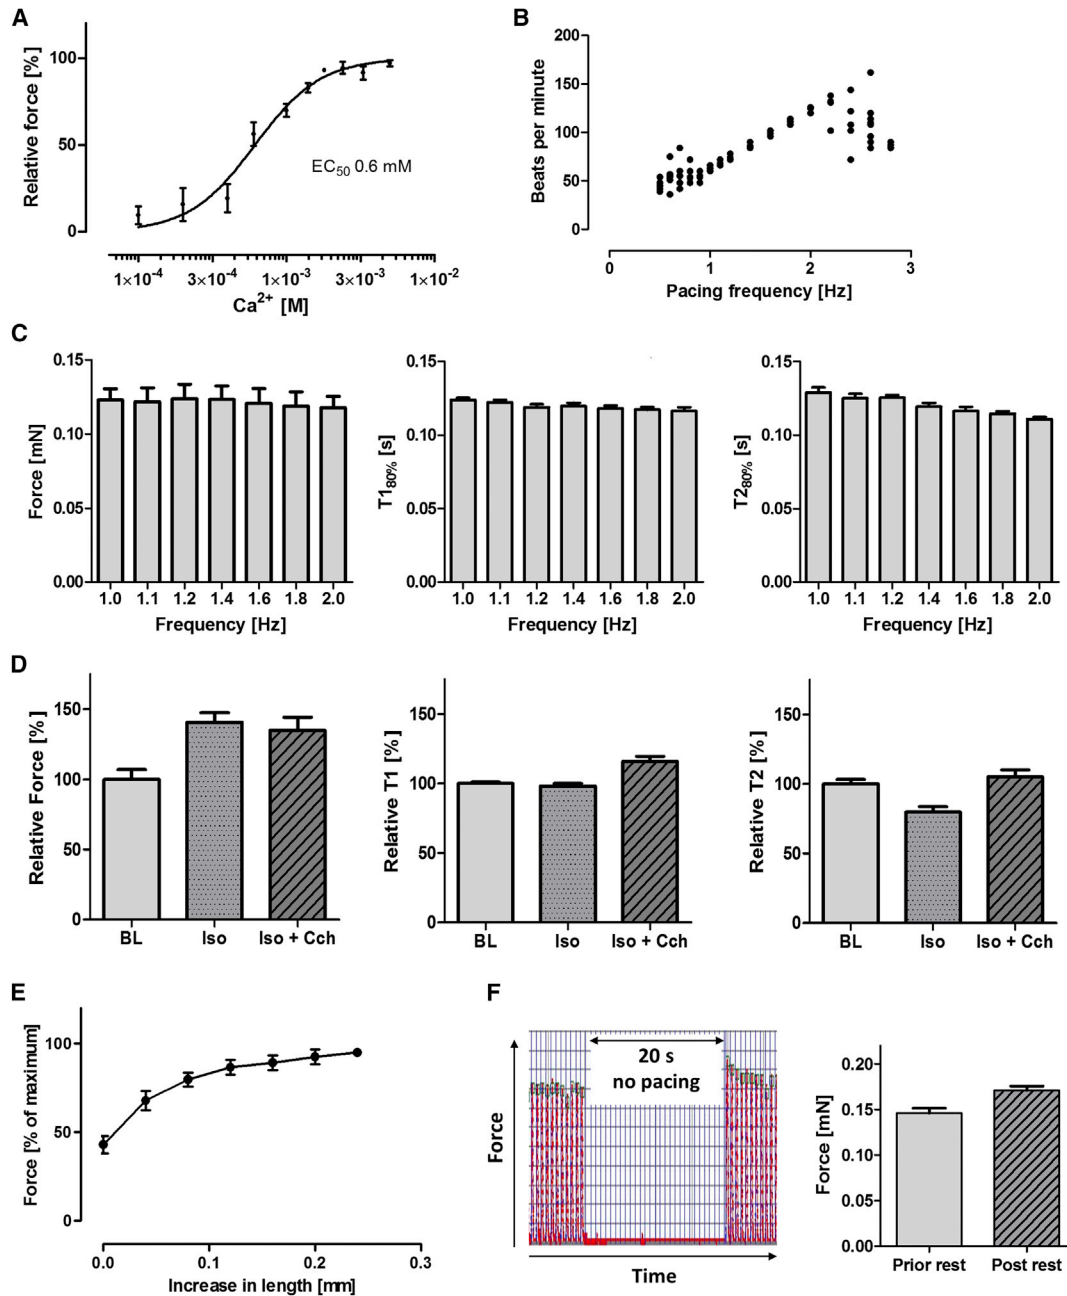 A
Relative force [%]
100
50
0
EC50 0.6 mM
1×10-4
3×10-4
1×10-3
3×10-3
1×10-2
Ca2+ [M]
B
Beats per minute
200
150
100
50
0
0
1
2
3
Pacing frequency [Hz]
C
Force [mN]
0.15
0.10
0.05
0.00
1.0 1.1 1.2 1.4 1.6 1.8 2.0
Frequency [Hz]
T180% [s]
0.15
0.10
0.05
0.00
1.0 1.1 1.2 1.4 1.6 1.8 2.0
Frequency [Hz]
T280% [s]
0.15
0.10
0.05
0.00
1.0 1.1 1.2 1.4 1.6 1.8 2.0
Frequency [Hz]
D
Relative Force [%]
150
100
50
0
BL Iso Iso + Cch
Relative T1 [%]
150
100
50
0
BL Iso Iso + Cch
Relative T2 [%]
150
100
50
0
BL Iso Iso + Cch
E
Force [% of maximum]
100
50
0
0.0 0.1 0.2 0.3
Increase in length [mm]
F
Force
20 s
no pacing
Time
Force [mN]
0.20
0.15
0.10
0.05
0.00
Prior rest Post rest